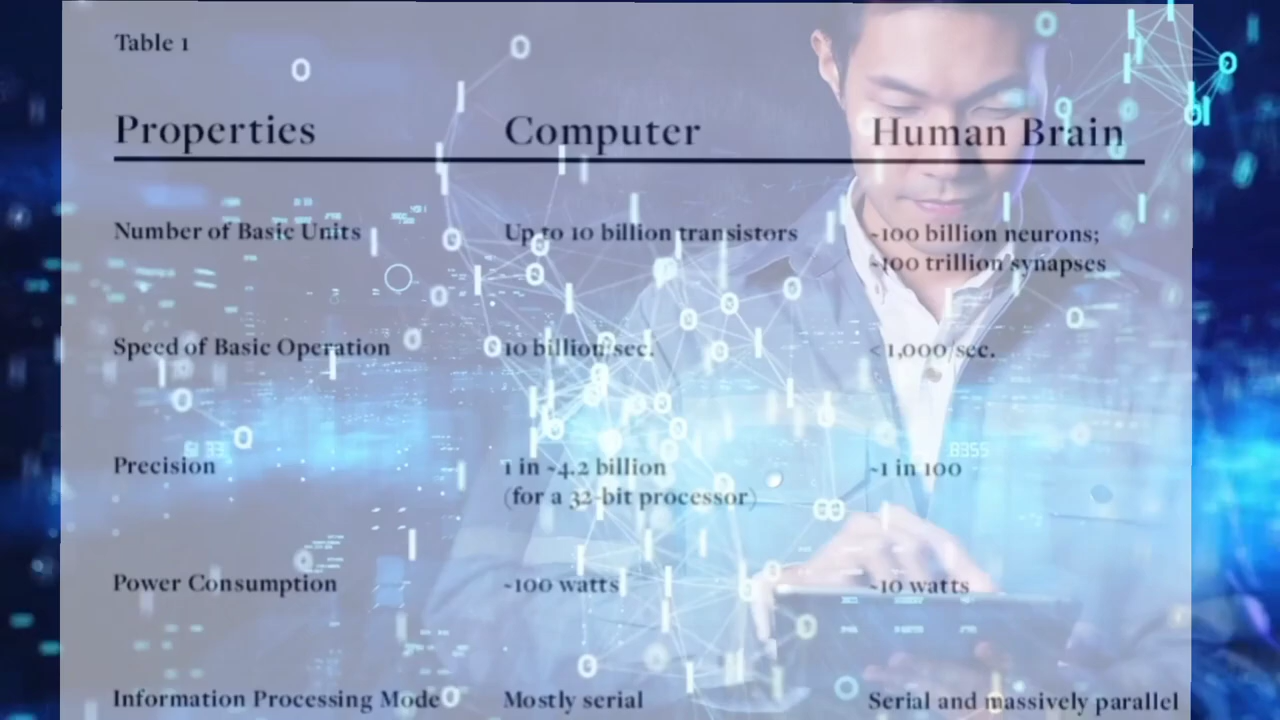 Table 1
Properties Computer Human Brain
Number of Basic Units Up to 10 billion transistors ~100 billion neurons;
~100 trillion synapses
Speed of Basic Operation 10 billion/sec. < 1,000/sec.
Precision 1 in ~4.2 billion ~1 in 100
(for a 32-bit processor)
8355
Power Consumption ~100 watts ~10 watts
Information Processing Mode Mostly serial Serial and massively parallel